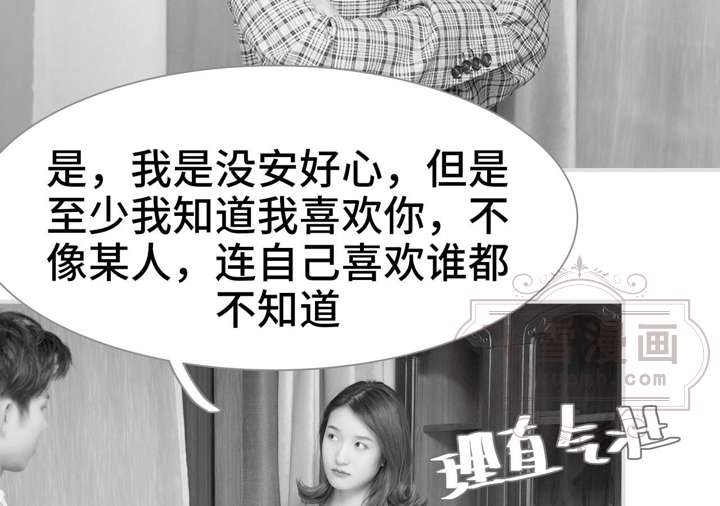 是，我是没安好心，但是
至少我知道我喜欢你，不
像某人，连自己喜欢谁都
不知道
漫画
.com
理直气壮